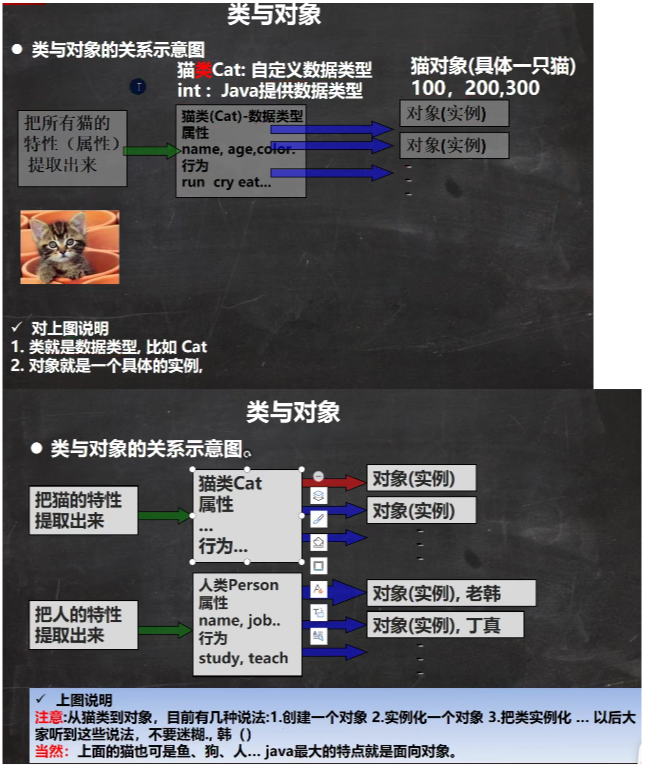 类与对象
● 类与对象的关系示意图
猫类Cat: 自定义数据类型
int ：Java提供数据类型
猫对象(具体一只猫)
100，200,300
把所有猫的
特性（属性）
提取出来
猫类(Cat)-数据类型
属性
name, age,color.
行为
run cry eat...
对象(实例)
对象(实例)
✓ 对上图说明
1. 类就是数据类型, 比如 Cat
2. 对象就是一个具体的实例,
类与对象
● 类与对象的关系示意图。
把猫的特性
提取出来
猫类Cat
属性
...
行为...
对象(实例)
对象(实例)
把人的特性
提取出来
人类Person
属性
name, job..
行为
study, teach
对象(实例), 老韩
对象(实例), 丁真
✓ 上图说明
注意:从猫类到对象，目前有几种说法:1.创建一个对象 2.实例化一个对象 3.把类实例化 ... 以后大
家听到这些说法，不要迷糊., 韩（）
当然：上面的猫也可是鱼、狗、人... java最大的特点就是面向对象。